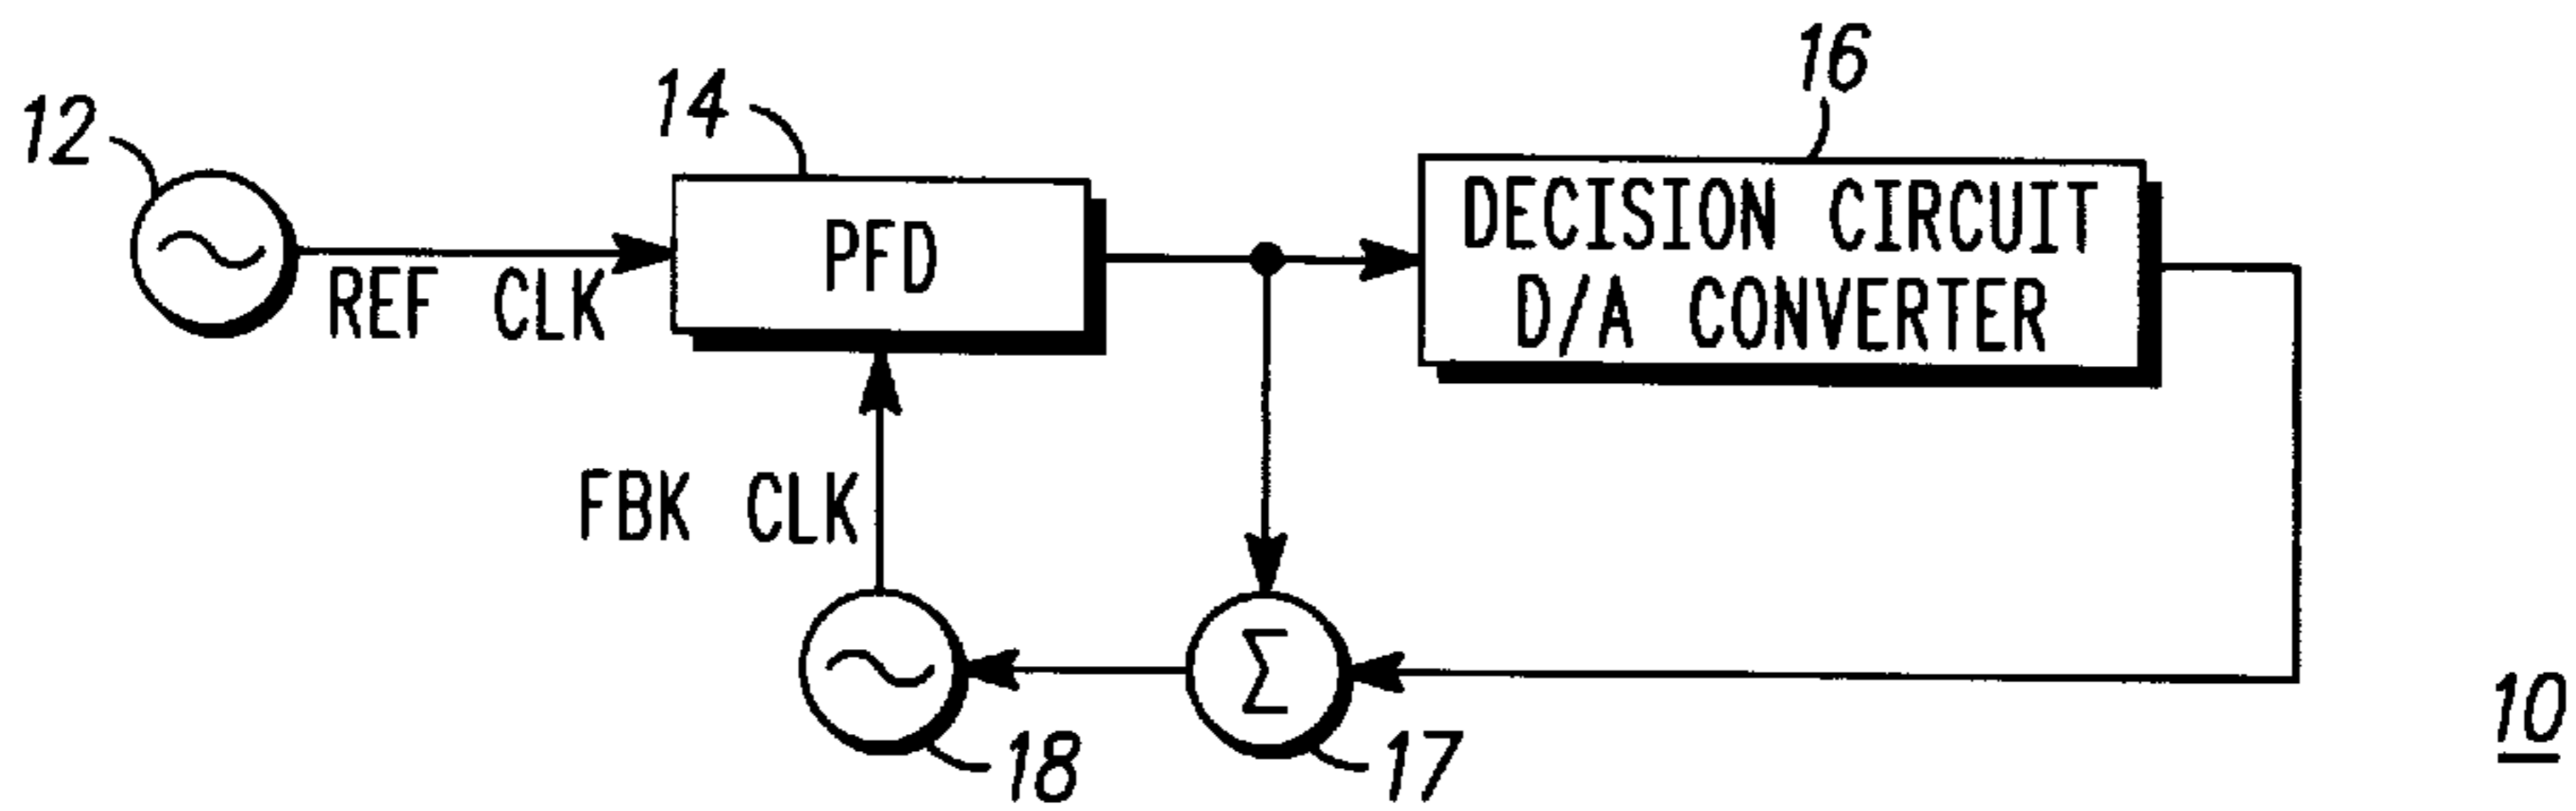 12
14
16
PFD
DECISION CIRCUIT
D/A CONVERTER
REF CLK
FBK CLK
Σ
18
17
10